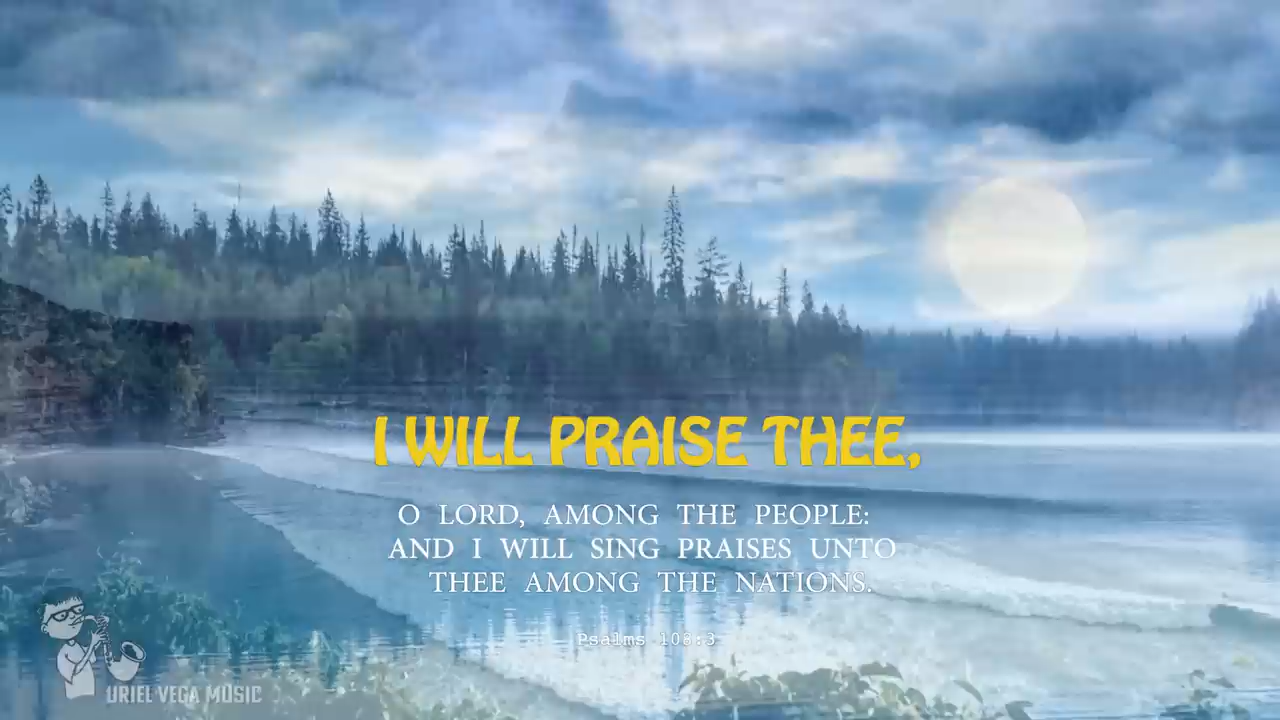 I WILL PRAISE THEE,
O LORD, AMONG THE PEOPLE:
AND I WILL SING PRAISES UNTO
THEE AMONG THE NATIONS.
Psalms 108:3
URIEL VEGA MUSIC